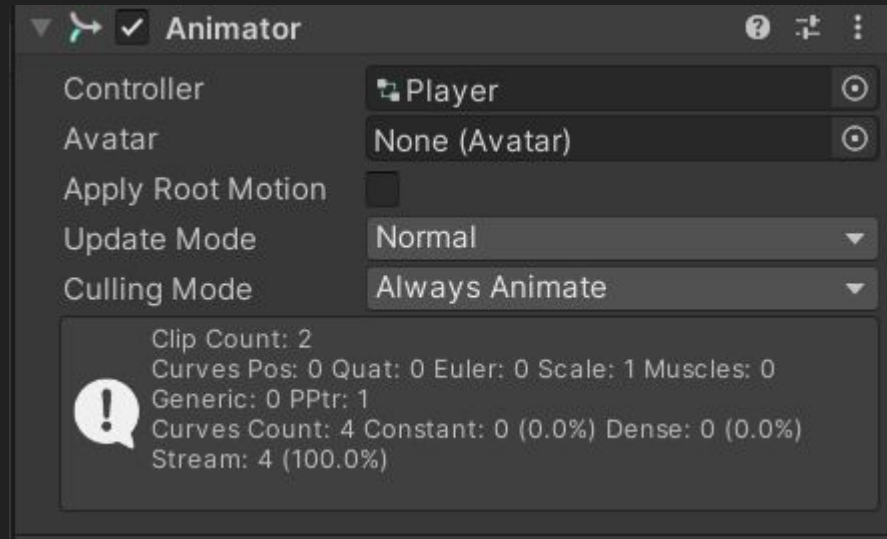 Animator
Controller Player
Avatar None (Avatar)
Apply Root Motion
Update Mode Normal
Culling Mode Always Animate
Clip Count: 2
Curves Pos: 0 Quat: 0 Euler: 0 Scale: 1 Muscles: 0
Generic: 0 PPtr: 1
Curves Count: 4 Constant: 0 (0.0%) Dense: 0 (0.0%)
Stream: 4 (100.0%)